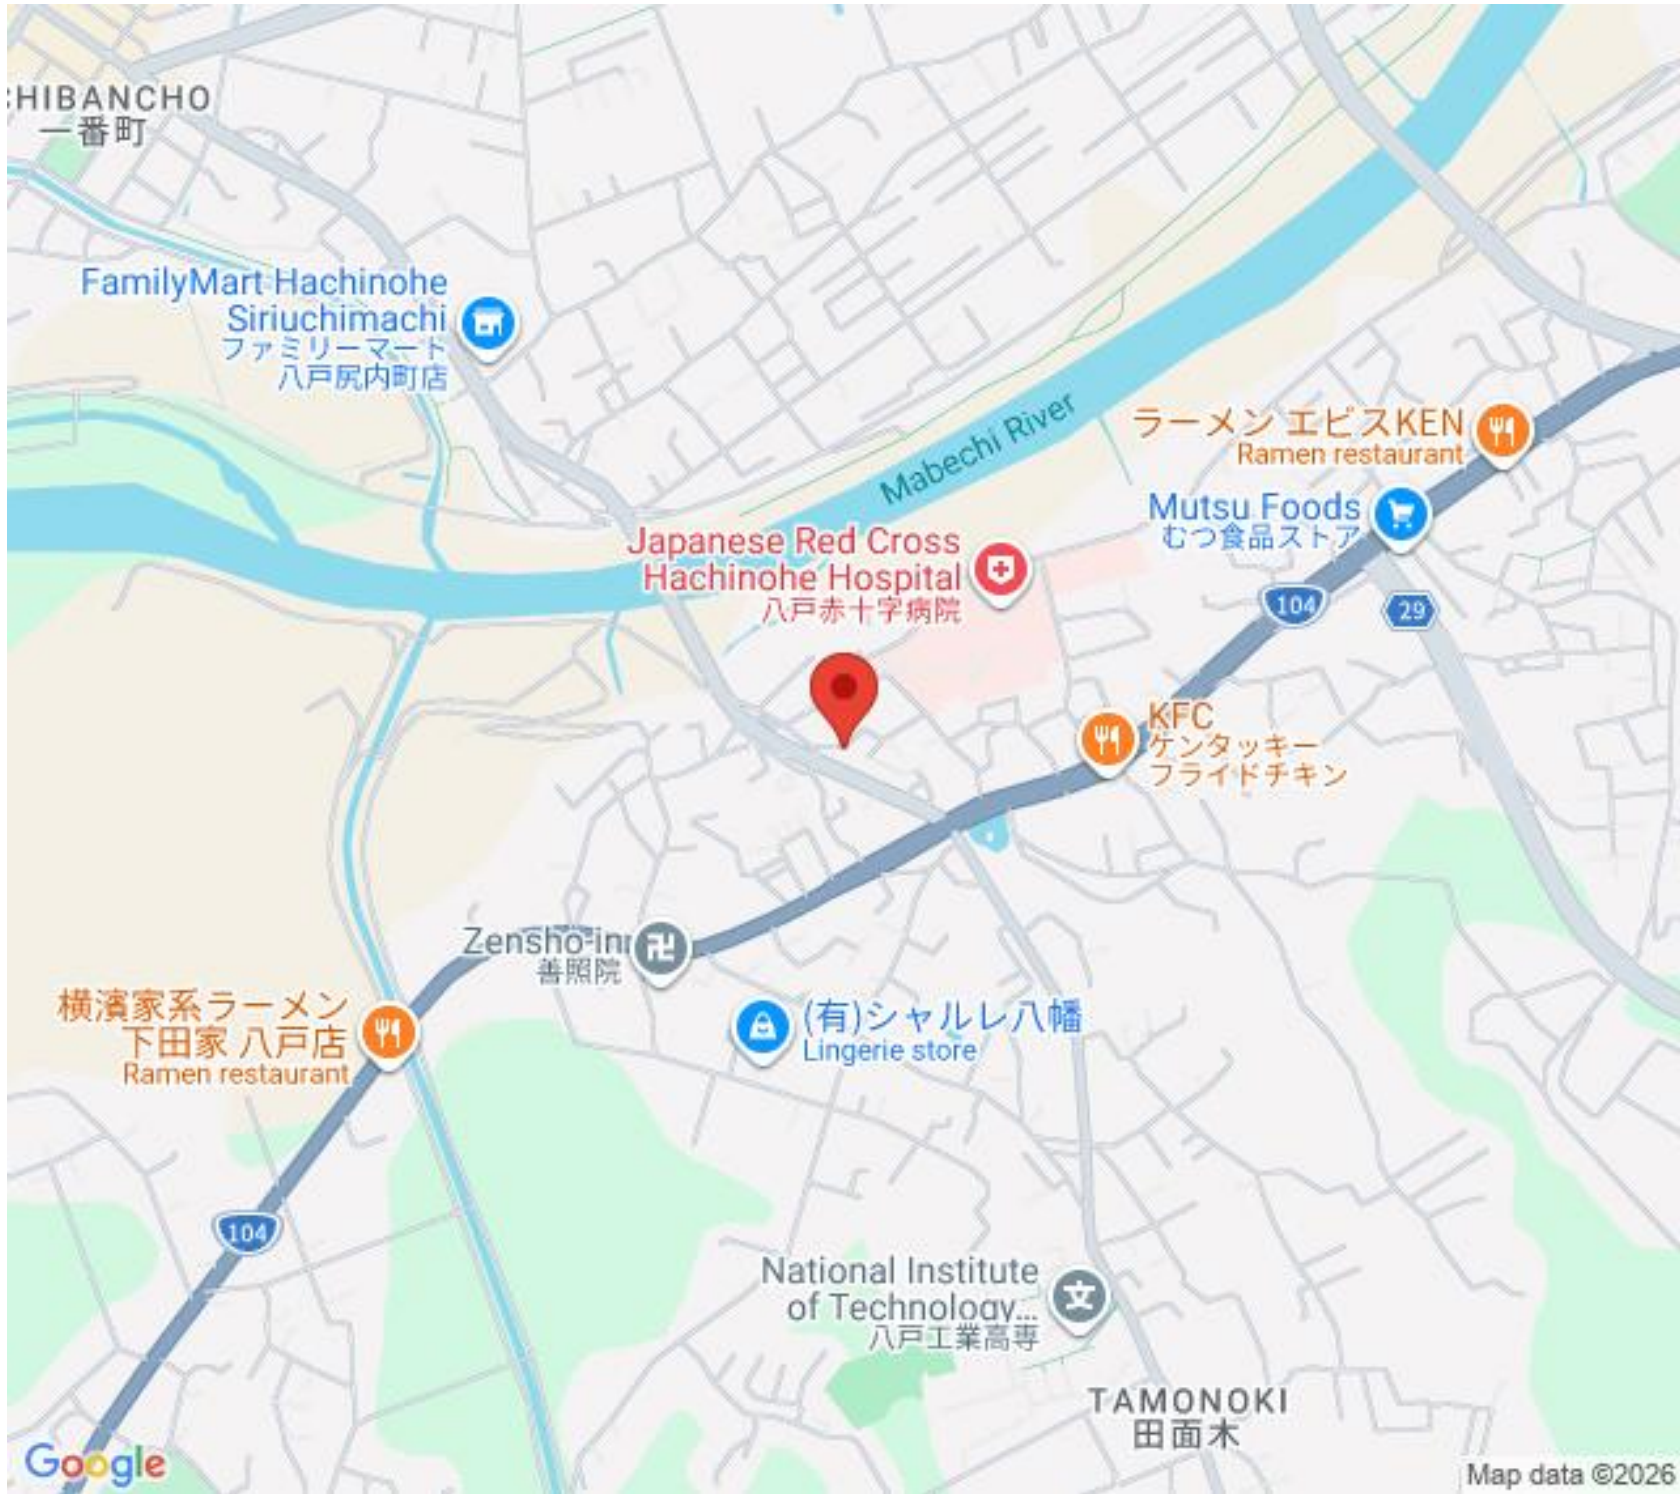 CHIBANCHO
一番町
FamilyMart Hachinohe
Siriuchimachi
ファミリーマート
八戸尻内町店
Mabechi River
ラーメン エビスKEN
Ramen restaurant
Mutsu Foods
むつ食品ストア
Japanese Red Cross
Hachinohe Hospital
八戸赤十字病院
104
29
KFC
ケンタッキー
フライドチキン
Zensho-inn
善照院
横濱家系ラーメン
下田家 八戸店
Ramen restaurant
(有)シャルレ八幡
Lingerie store
104
National Institute
of Technology...
八戸工業高専
TAMONOKI
田面木
Google
Map data ©2026